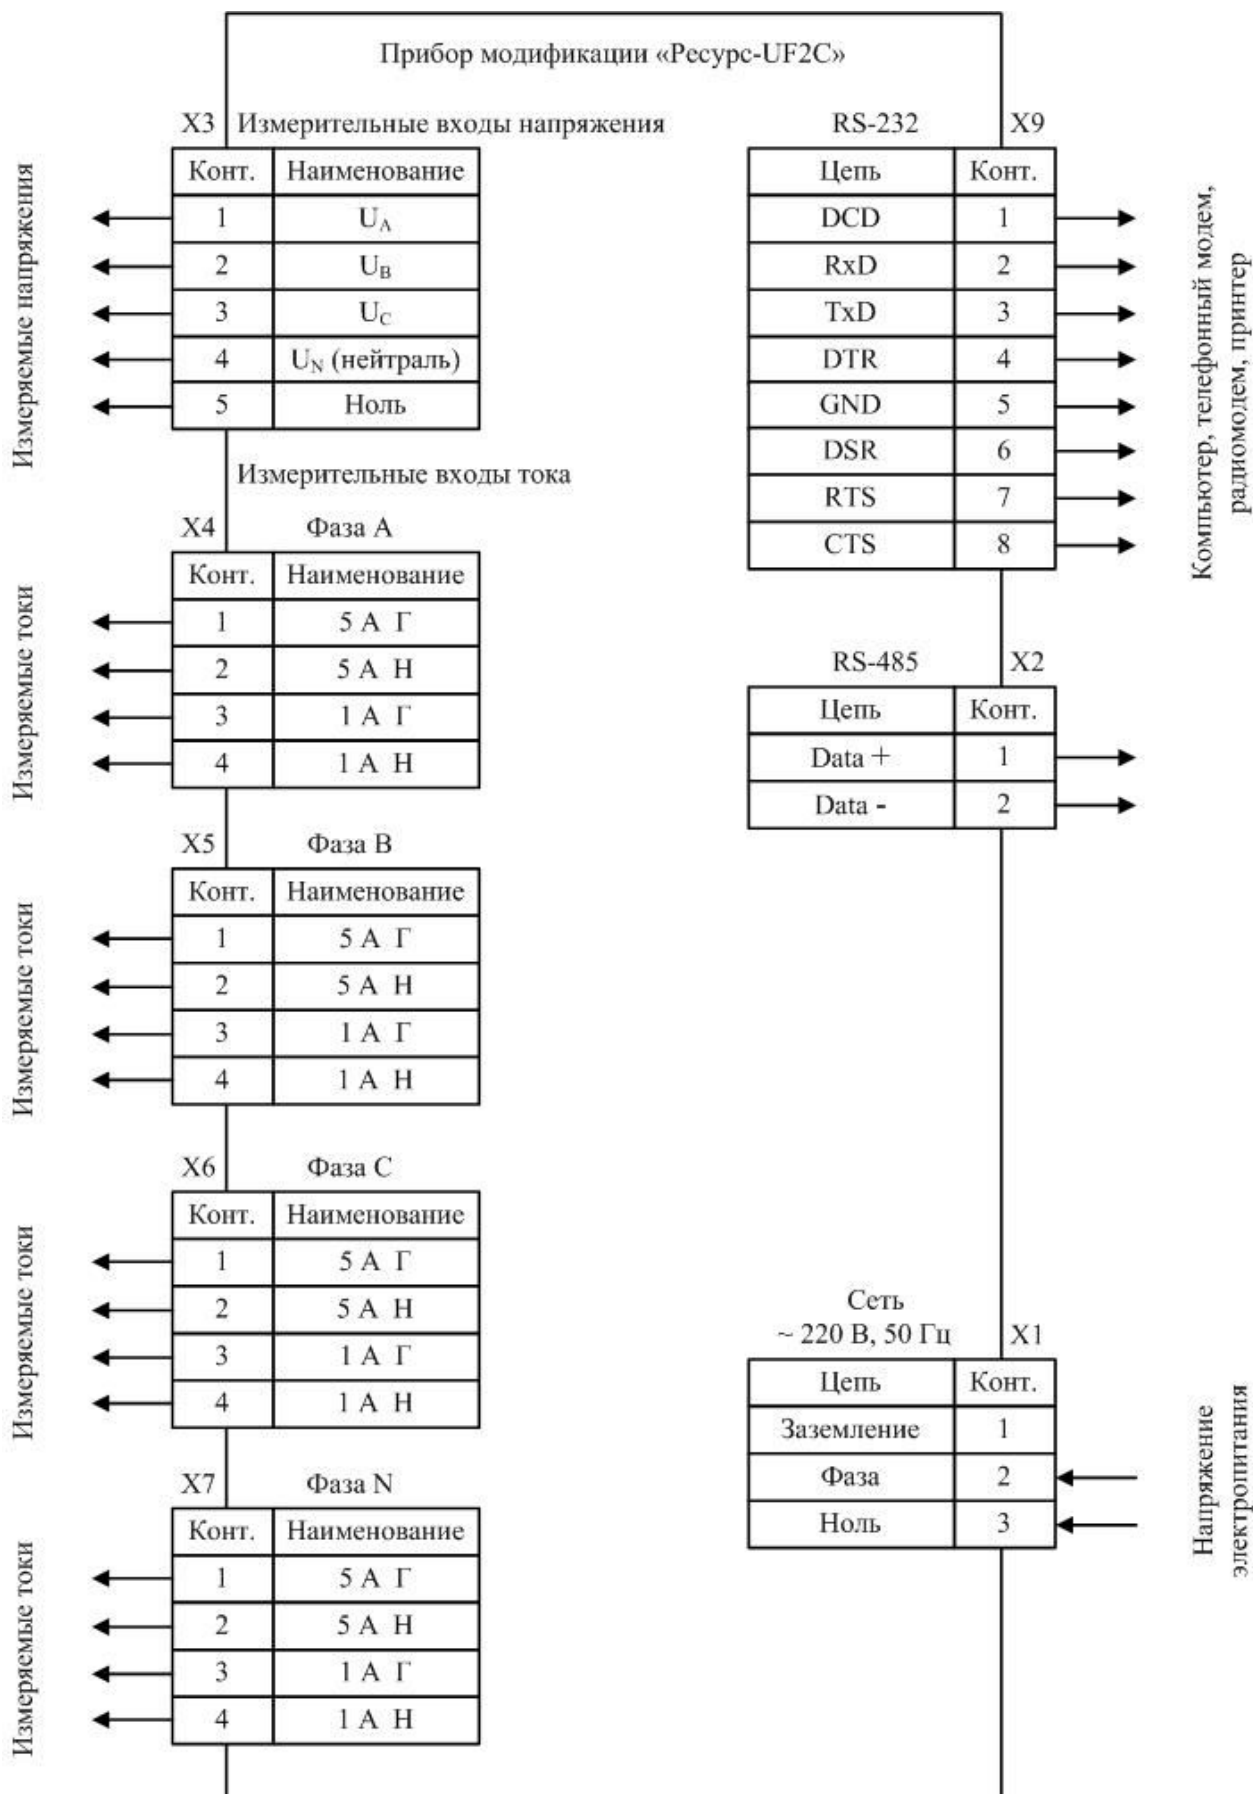 Прибор модификации «Ресурс-UF2С»
X3 Измерительные входы напряжения
Конт. Наименование
1 U_A
2 U_B
3 U_C
4 U_N (нейтраль)
5 Ноль
Измеряемые напряжения
Измерительные входы тока
X4 Фаза А
Конт. Наименование
1 5 А Г
2 5 А Н
3 1 А Г
4 1 А Н
Измеряемые токи
X5 Фаза В
Конт. Наименование
1 5 А Г
2 5 А Н
3 1 А Г
4 1 А Н
Измеряемые токи
X6 Фаза С
Конт. Наименование
1 5 А Г
2 5 А Н
3 1 А Г
4 1 А Н
Измеряемые токи
X7 Фаза N
Конт. Наименование
1 5 А Г
2 5 А Н
3 1 А Г
4 1 А Н
Измеряемые токи
RS-232 X9
Цепь Конт.
DCD 1
RxD 2
TxD 3
DTR 4
GND 5
DSR 6
RTS 7
CTS 8
Компьютер, телефонный модем,
радиомодем, принтер
RS-485 X2
Цепь Конт.
Data + 1
Data - 2
Сеть
~ 220 В, 50 Гц X1
Цепь Конт.
Заземление 1
Фаза 2
Ноль 3
Напряжение
электропитания